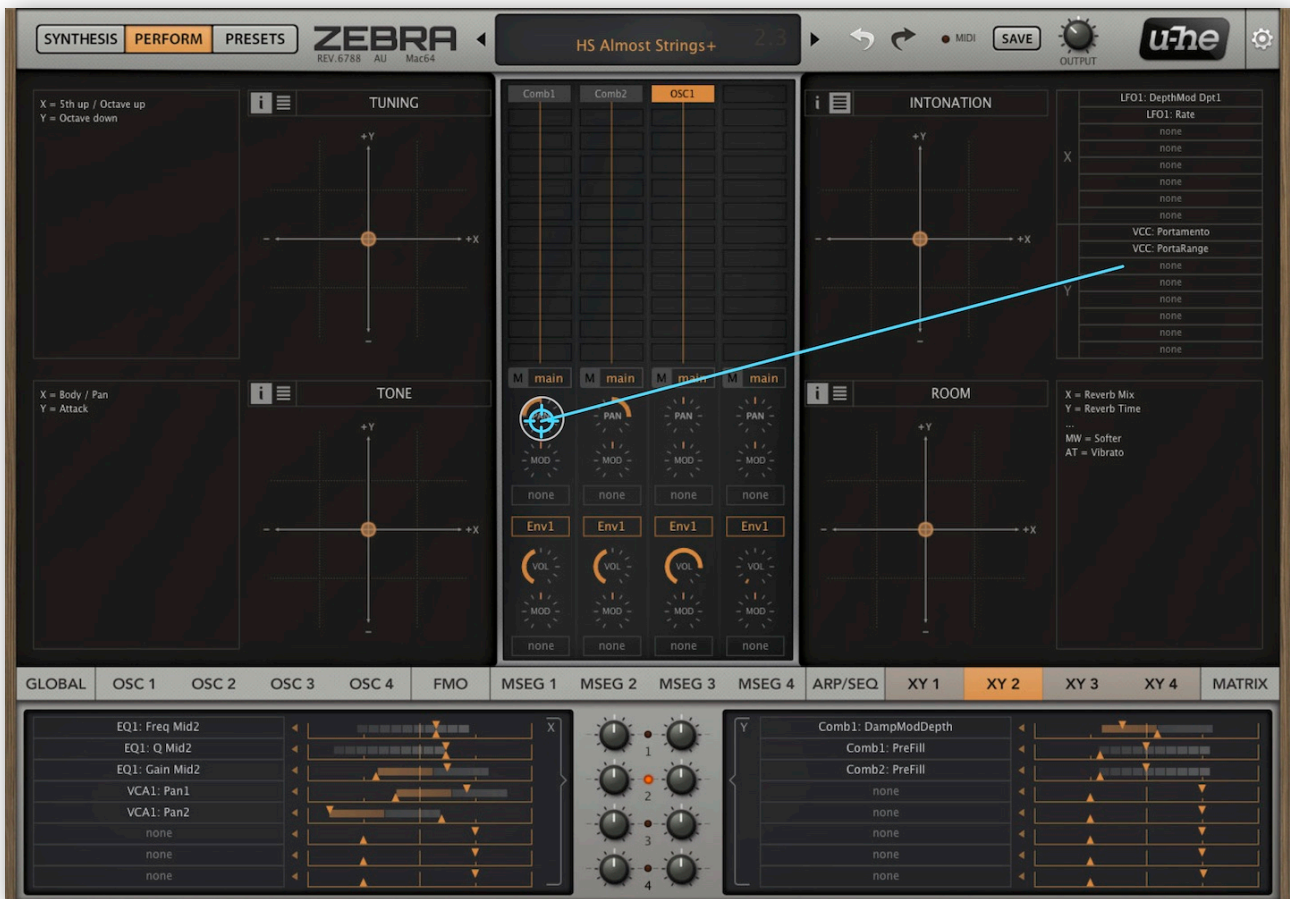 SYNTHESIS PERFORM PRESETS
ZEBRA
REV.6788 AU Mac64
HS Almost Strings+
2.3
MIDI
SAVE
OUTPUT
u-he
X = 5th up / Octave up
Y = Octave down
i TUNING
+Y
- +X
-
Comb1 Comb2 OSC1
i INTONATION
+Y
- +X
-
X
LFO1: DepthMod Dpt1
LFO1: Rate
none
none
none
none
none
none
Y
VCC: Portamento
VCC: PortaRange
none
none
none
none
none
none
M main M main M main M main
X = Body / Pan
Y = Attack
i TONE
+Y
- +X
-
PAN PAN PAN
MOD MOD MOD MOD
none none none none
Env1 Env1 Env1 Env1
VOL VOL VOL VOL
MOD MOD MOD MOD
none none none none
i ROOM
+Y
- +X
-
X = Reverb Mix
Y = Reverb Time
...
MW = Softer
AT = Vibrato
GLOBAL OSC 1 OSC 2 OSC 3 OSC 4 FMO MSEG 1 MSEG 2 MSEG 3 MSEG 4 ARP/SEQ XY 1 XY 2 XY 3 XY 4 MATRIX
X
EQ1: Freq Mid2
EQ1: Q Mid2
EQ1: Gain Mid2
VCA1: Pan1
VCA1: Pan2
none
none
none
1
2
3
4
Y
Comb1: DampModDepth
Comb1: PreFill
Comb2: PreFill
none
none
none
none
none